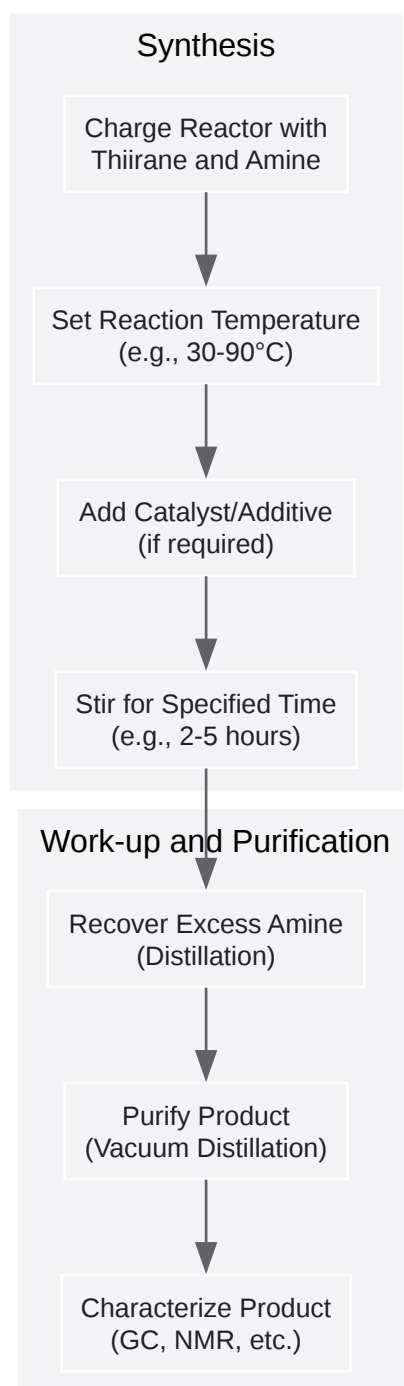 Synthesis
Charge Reactor with
Thiirane and Amine
Set Reaction Temperature
(e.g., 30-90°C)
Add Catalyst/Additive
(if required)
Stir for Specified Time
(e.g., 2-5 hours)
Work-up and Purification
Recover Excess Amine
(Distillation)
Purify Product
(Vacuum Distillation)
Characterize Product
(GC, NMR, etc.)